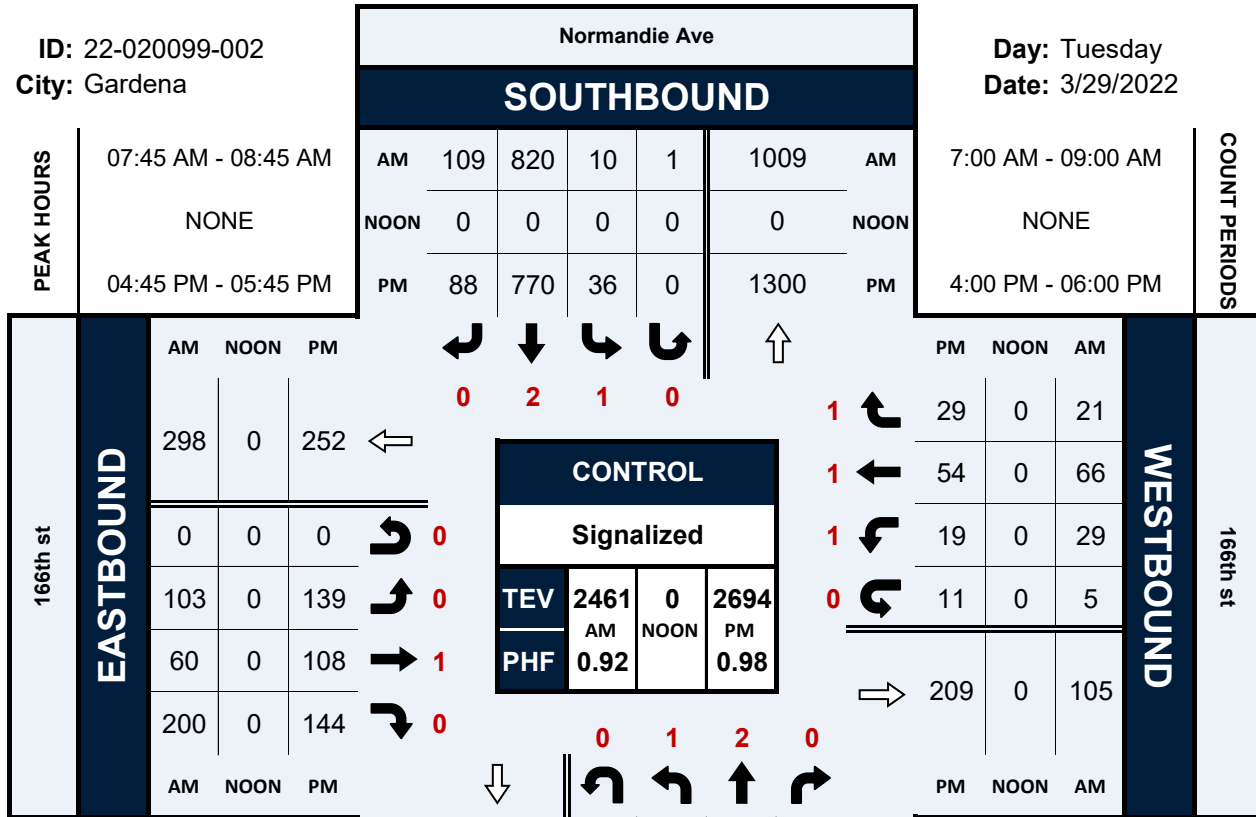 ID: 22-020099-002
City: Gardena
Normandie Ave
SOUTHBOUND
Day: Tuesday
Date: 3/29/2022
PEAK HOURS
07:45 AM - 08:45 AM
NONE
04:45 PM - 05:45 PM
AM 109 820 10 1 1009 AM
NOON 0 0 0 0 0 NOON
PM 88 770 36 0 1300 PM
7:00 AM - 09:00 AM
NONE
4:00 PM - 06:00 PM
COUNT PERIODS
0 2 1 0
166th st
EASTBOUND
AM NOON PM
298 0 252
0 0 0 0
103 0 139 0
60 0 108 1
200 0 144 0
AM NOON PM
CONTROL
Signalized
TEV 2461 0 2694
AM NOON PM
PHF 0.92 0.98
PM NOON AM
1 29 0 21
1 54 0 66
1 19 0 29
0 11 0 5
209 0 105
PM NOON AM
WESTBOUND
166th st
0 1 2 0